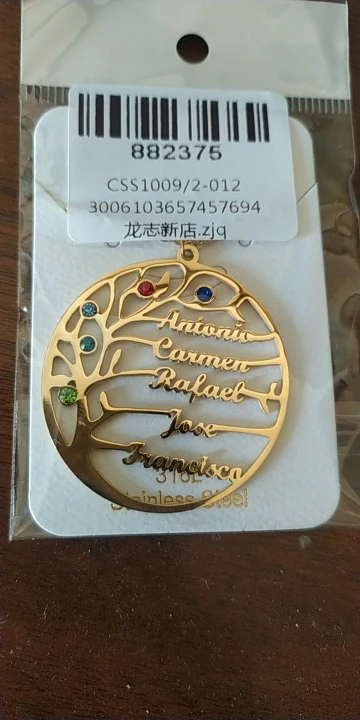 882375
CSS1009/2-012
3006103657457694
龙志新店.zjq
Antonio
Carmen
Rafael
Jose
Francisca
316L
Stainless Steel